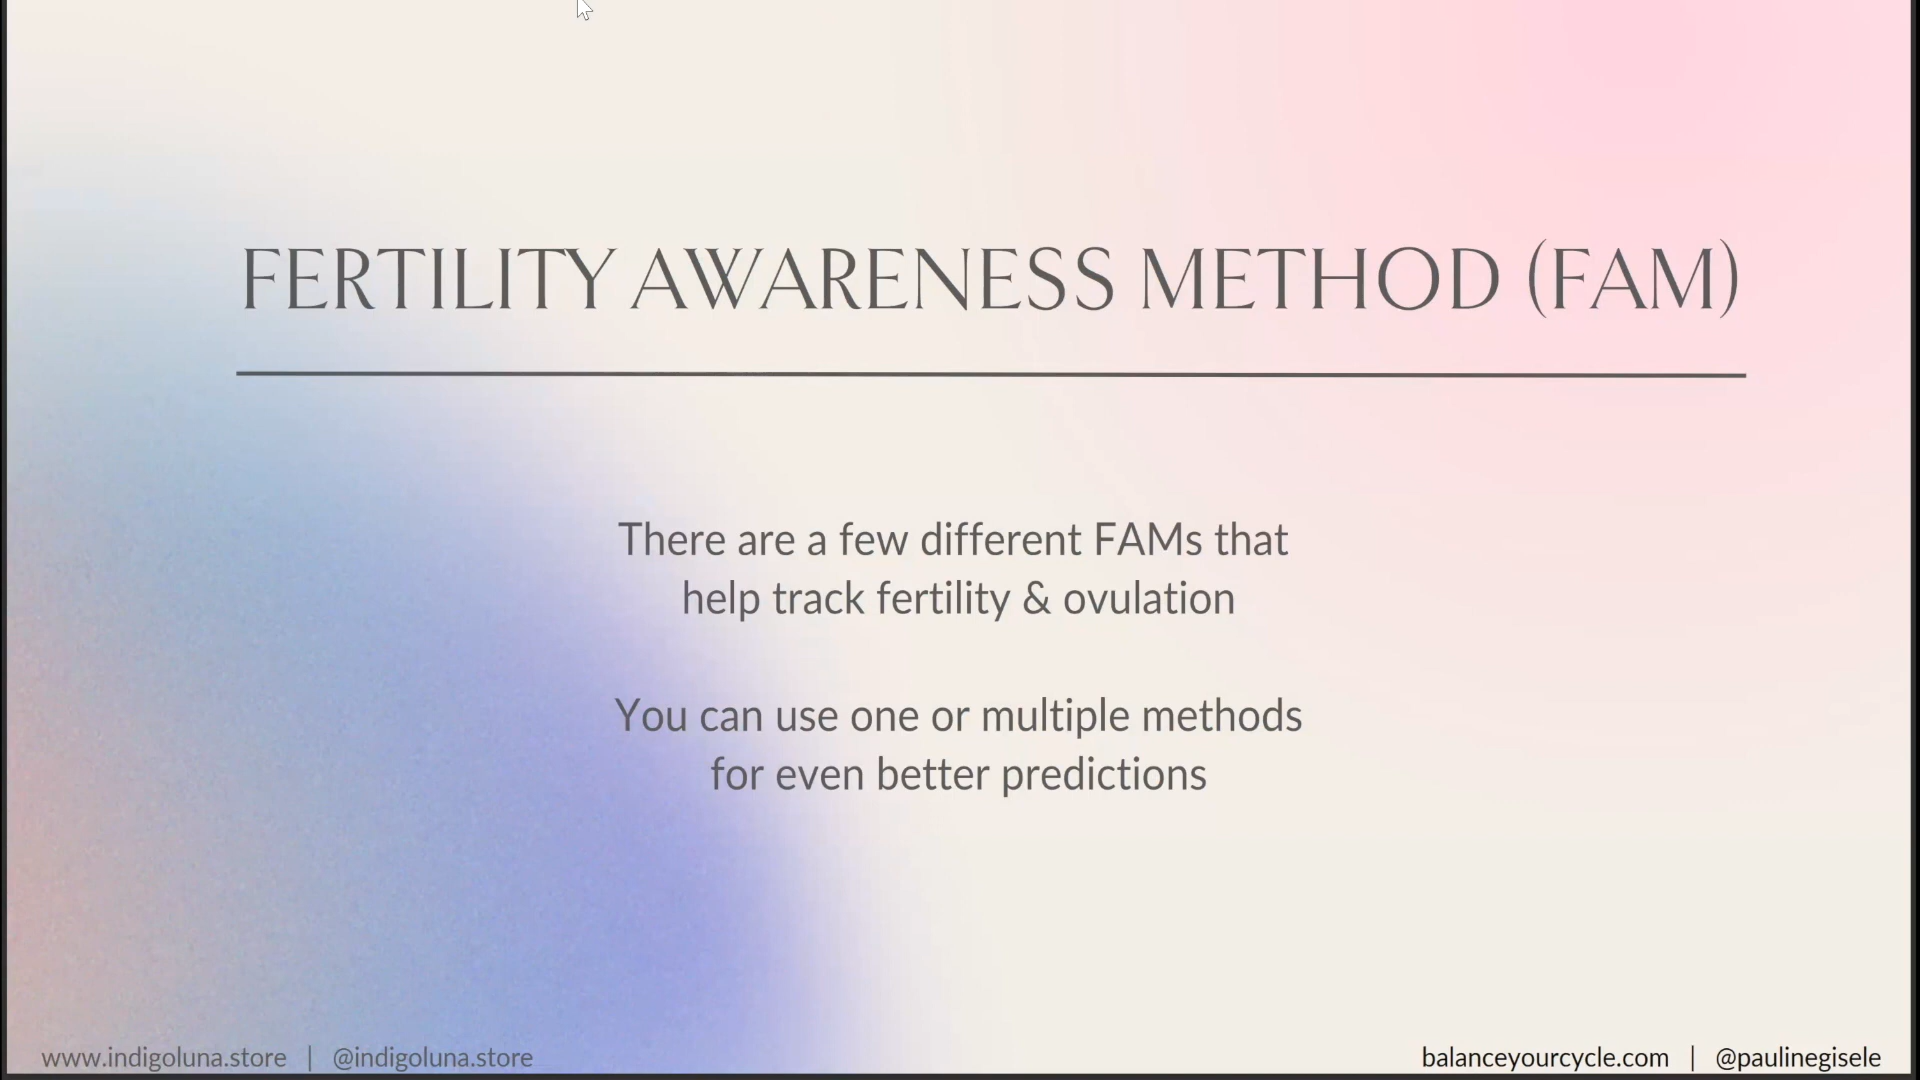 FERTILITY AWARENESS METHOD (FAM)
There are a few different FAMs that
help track fertility & ovulation
You can use one or multiple methods
for even better predictions
www.indigoluna.store | @indigoluna.store
balanceyourcycle.com | @paulinegisele